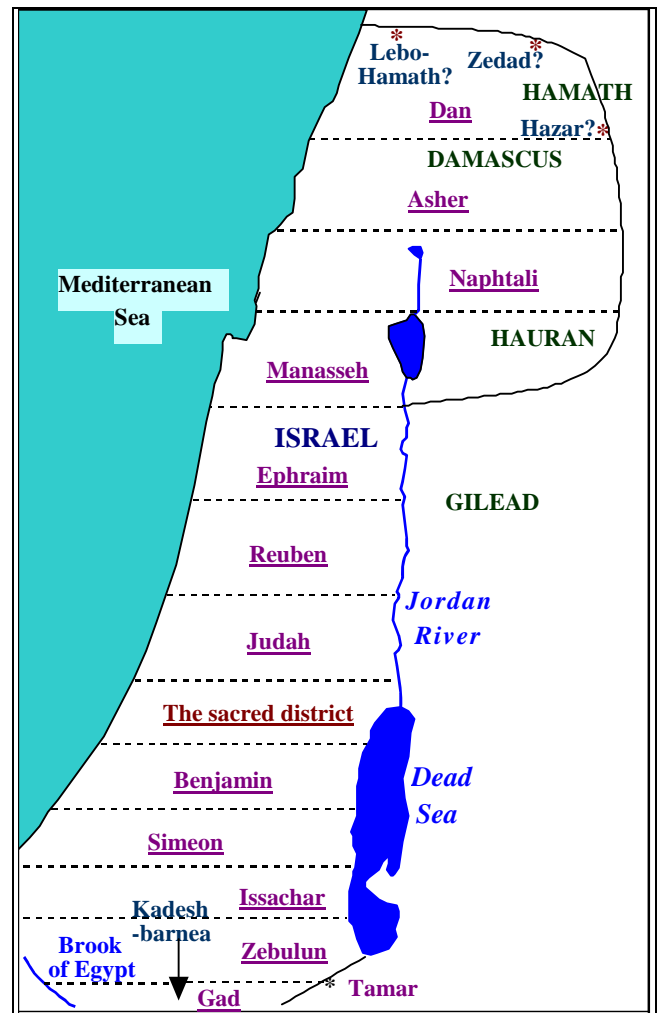 *
*
Lebo-
Hamath?
Zedad?
HAMATH
Dan
Hazar?*
DAMASCUS
Asher
Mediterranean
Sea
Naphtali
HAURAN
Manasseh
ISRAEL
Ephraim
GILEAD
Reuben
Jordan
River
Judah
The sacred district
Benjamin
Dead
Sea
Simeon
Issachar
Kadesh
-barnea
Brook
of Egypt
Zebulun
* Tamar
Gad